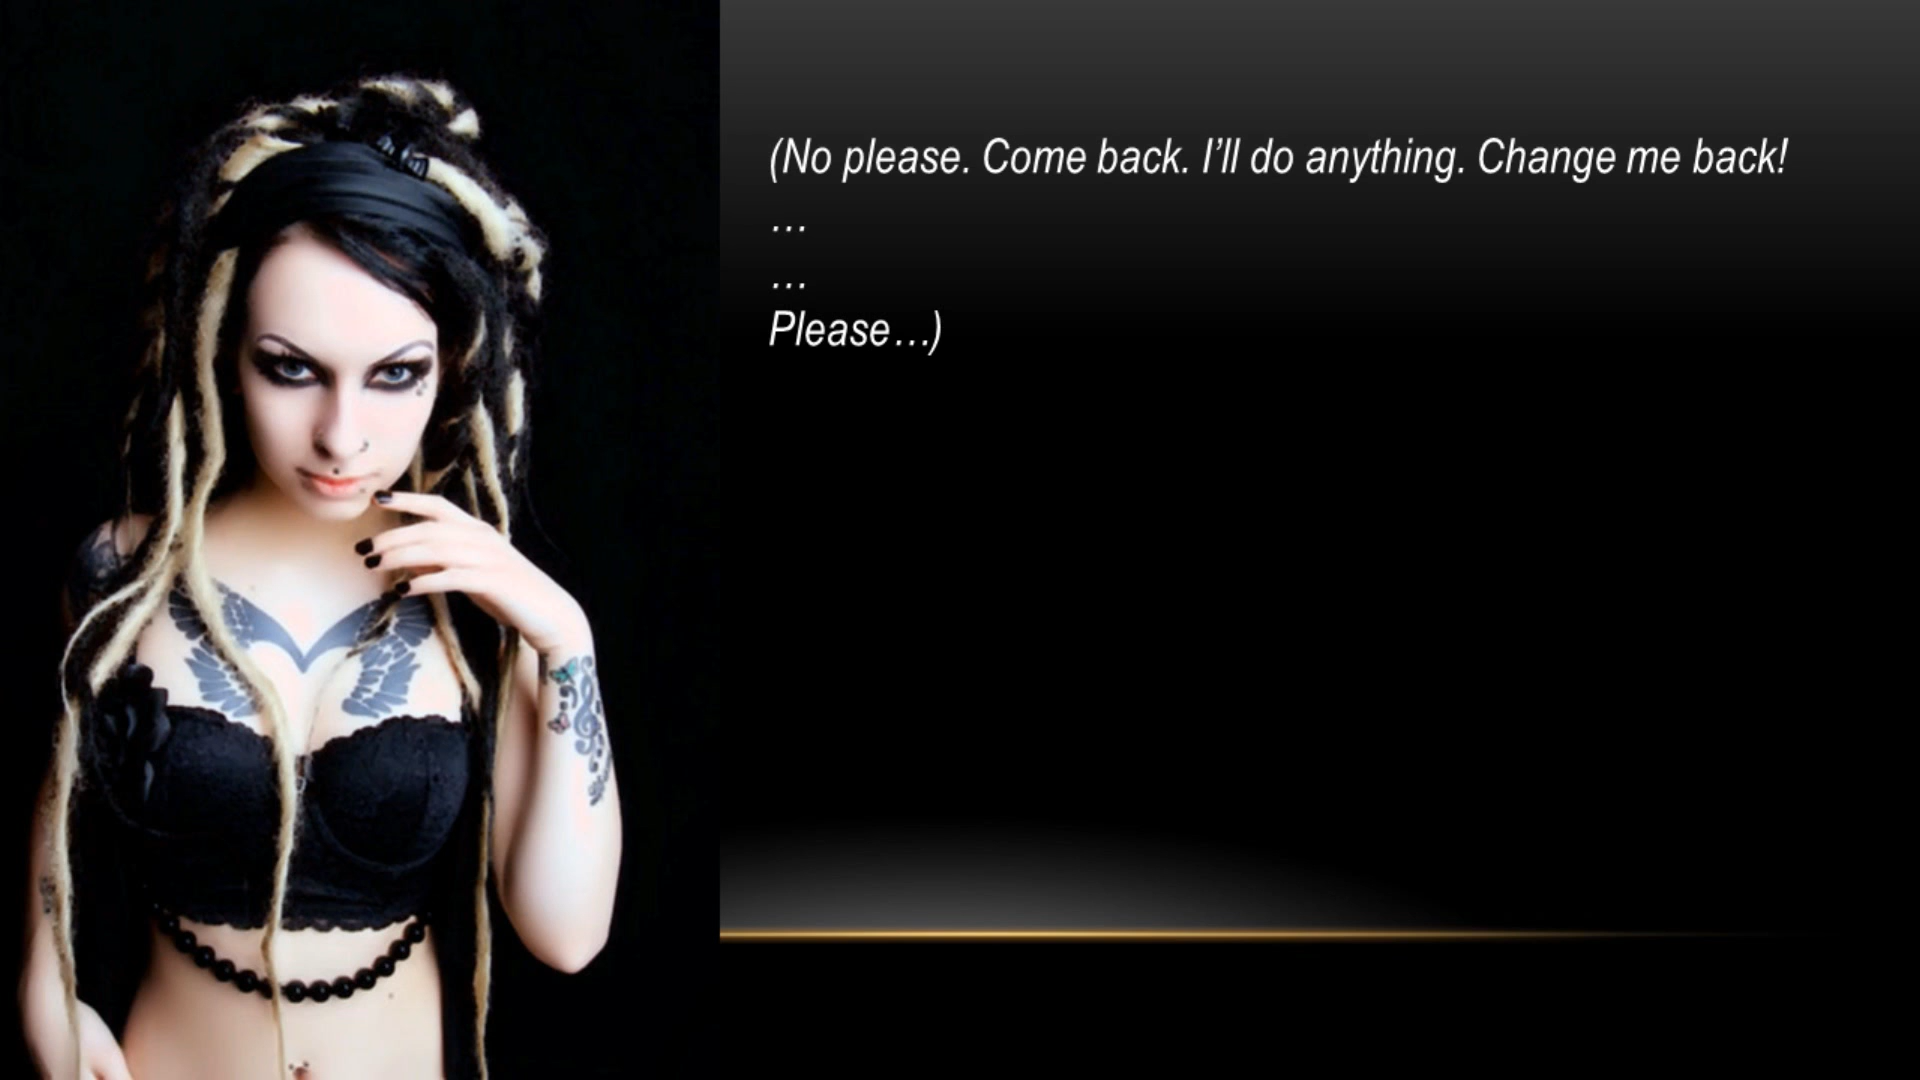 (No please. Come back. I’ll do anything. Change me back!
…
…
Please…)